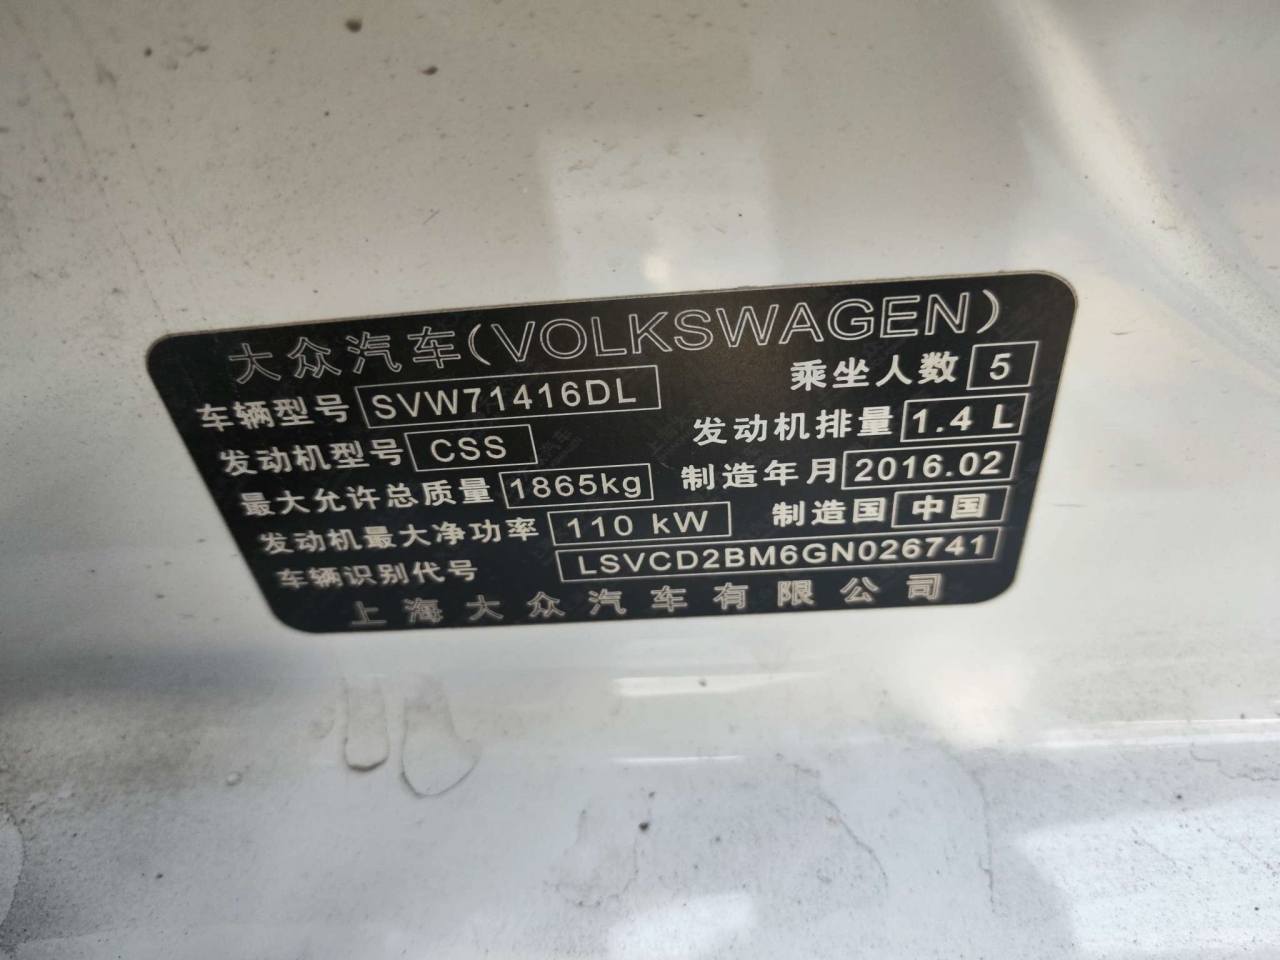 大众汽车(VOLKSWAGEN)
车辆型号 SVW71416DL 乘坐人数 5
发动机型号 CSS 发动机排量 1.4 L
最大允许总质量 1865kg 制造年月 2016.02
发动机最大净功率 110 kW 制造国 中国
车辆识别代号 LSVCD2BM6GN026741
上海大众汽车有限公司